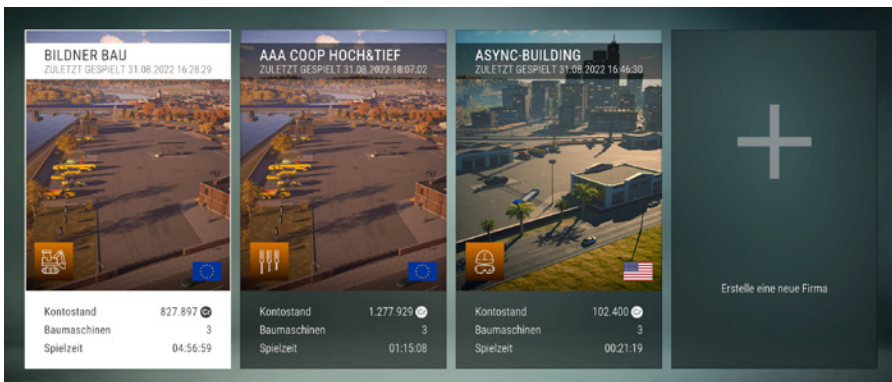 BILDNER BAU
ZULETZT GESPIELT 31.08.2022 16:28:29
Kontostand 827.897 Cr
Baumaschinen 3
Spielzeit 04:56:59
AAA COOP HOCH&TIEF
ZULETZT GESPIELT 31.08.2022 18:07:02
Kontostand 1.277.929 Cr
Baumaschinen 3
Spielzeit 01:15:08
ASYNC-BUILDING
ZULETZT GESPIELT 31.08.2022 16:46:30
Kontostand 102.400 Cr
Baumaschinen 3
Spielzeit 00:21:19
Erstelle eine neue Firma